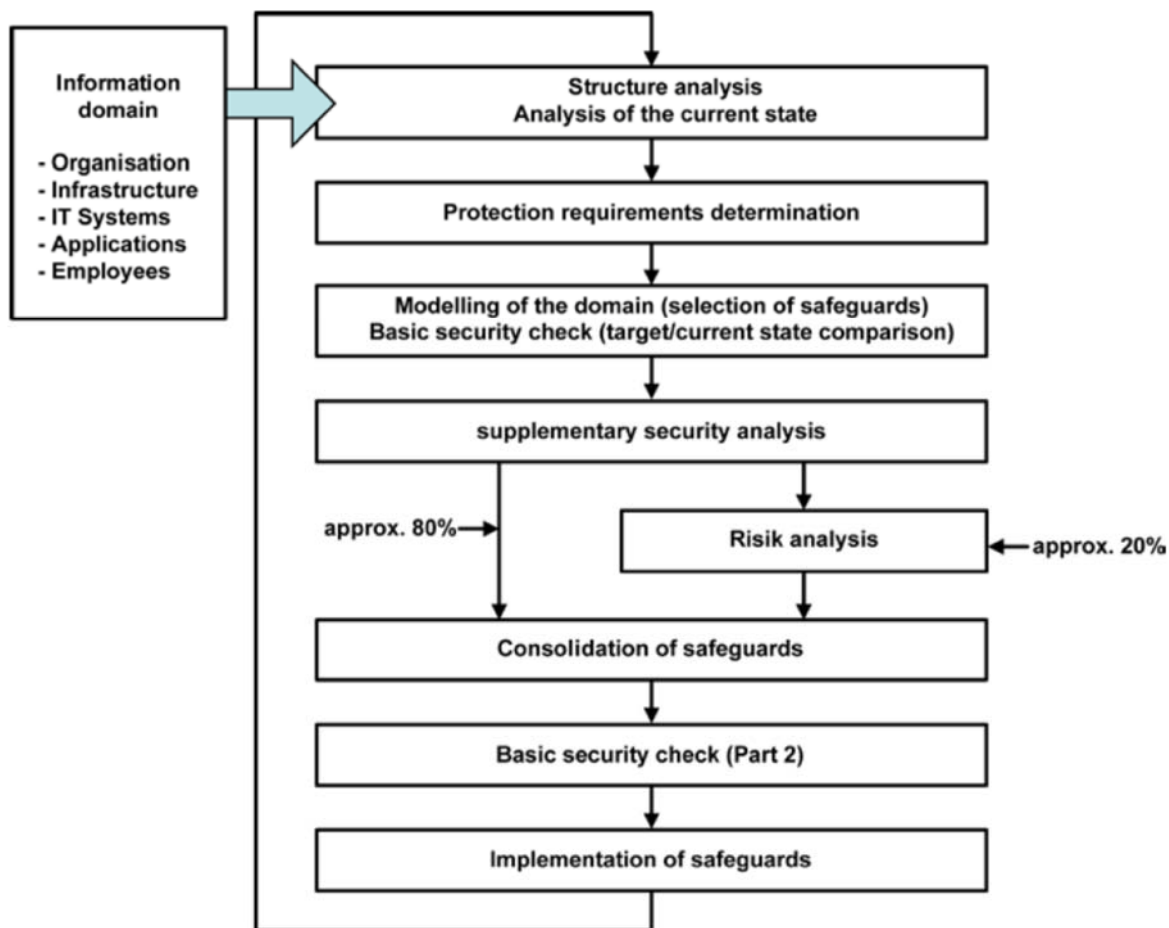 Information
domain
- Organisation
- Infrastructure
- IT Systems
- Applications
- Employees
Structure analysis
Analysis of the current state
Protection requirements determination
Modelling of the domain (selection of safeguards)
Basic security check (target/current state comparison)
supplementary security analysis
approx. 80%
Risik analysis
approx. 20%
Consolidation of safeguards
Basic security check (Part 2)
Implementation of safeguards